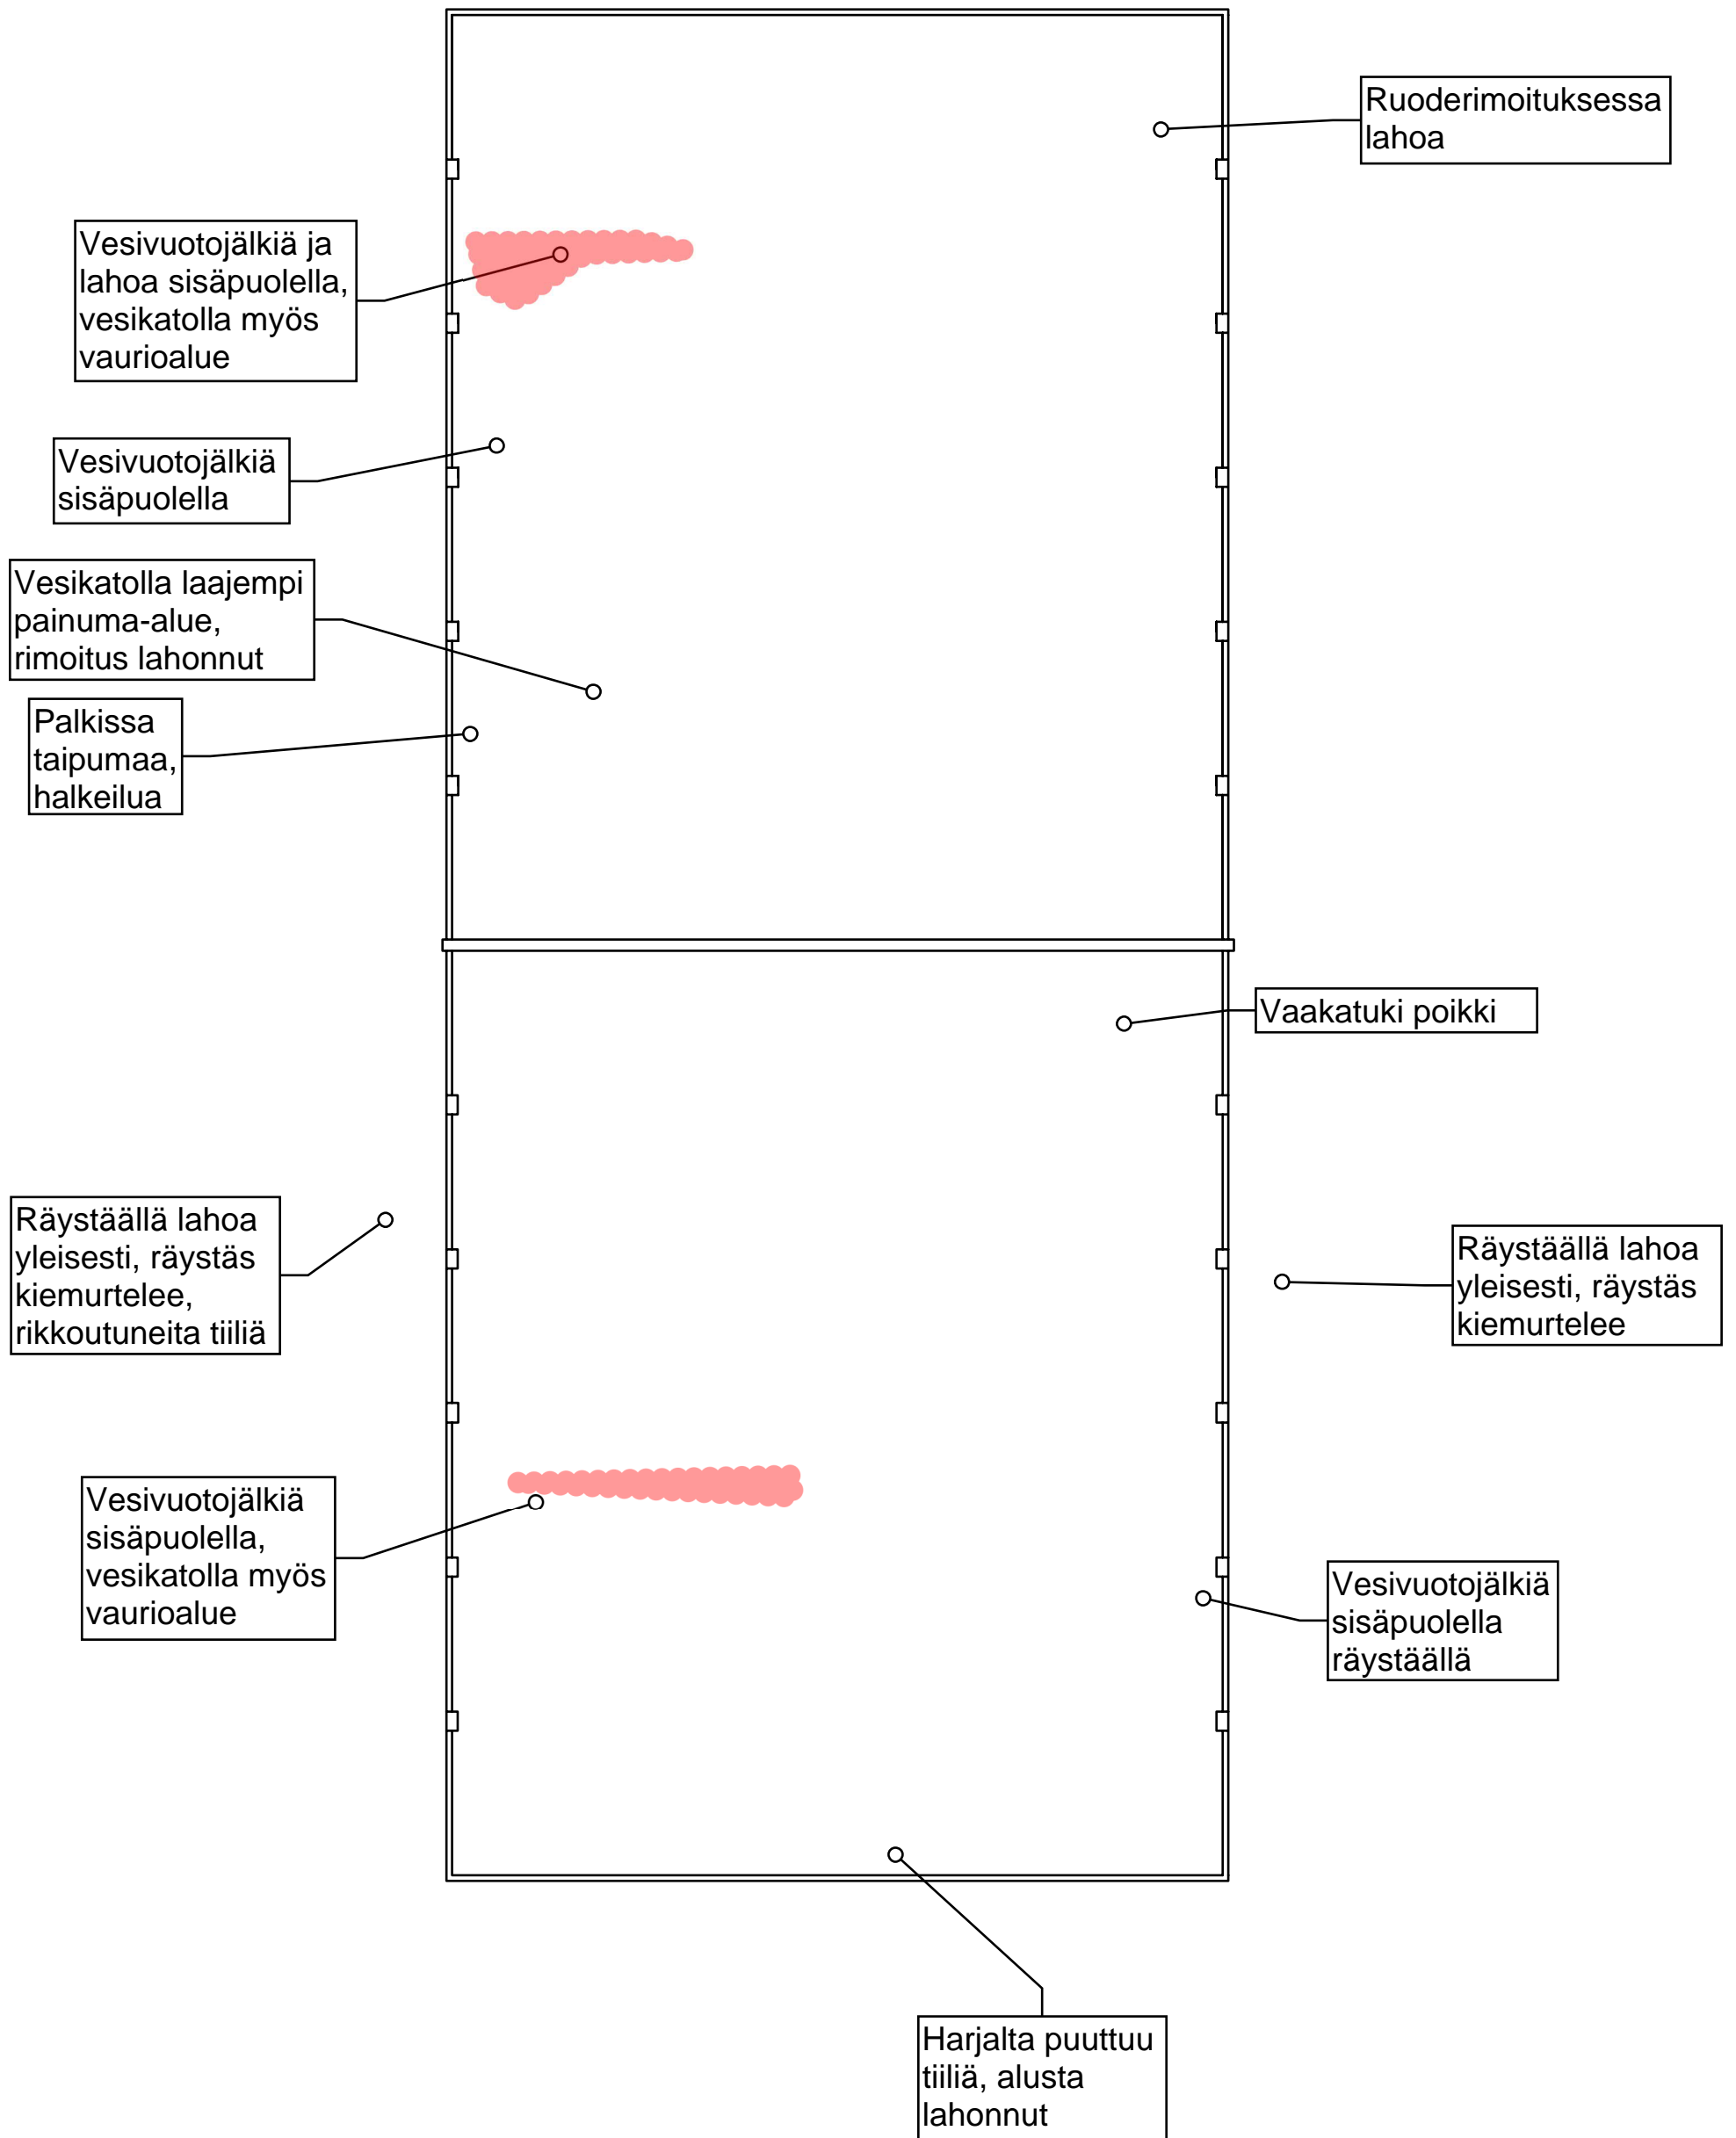 Ruoderimoituksessa
lahoa
Vesivuotojälkiä ja
lahoa sisäpuolella,
vesikatolla myös
vaurioalue
Vesivuotojälkiä
sisäpuolella
Vesikatolla laajempi
painuma-alue,
rimoitus lahonnut
Palkissa
taipumaa,
halkeilua
Vaakatuki poikki
Räystäällä lahoa
yleisesti, räystäs
kiemurtelee,
rikkoutuneita tiiliä
Räystäällä lahoa
yleisesti, räystäs
kiemurtelee
Vesivuotojälkiä
sisäpuolella,
vesikatolla myös
vaurioalue
Vesivuotojälkiä
sisäpuolella
räystäällä
Harjalta puuttuu
tiiliä, alusta
lahonnut